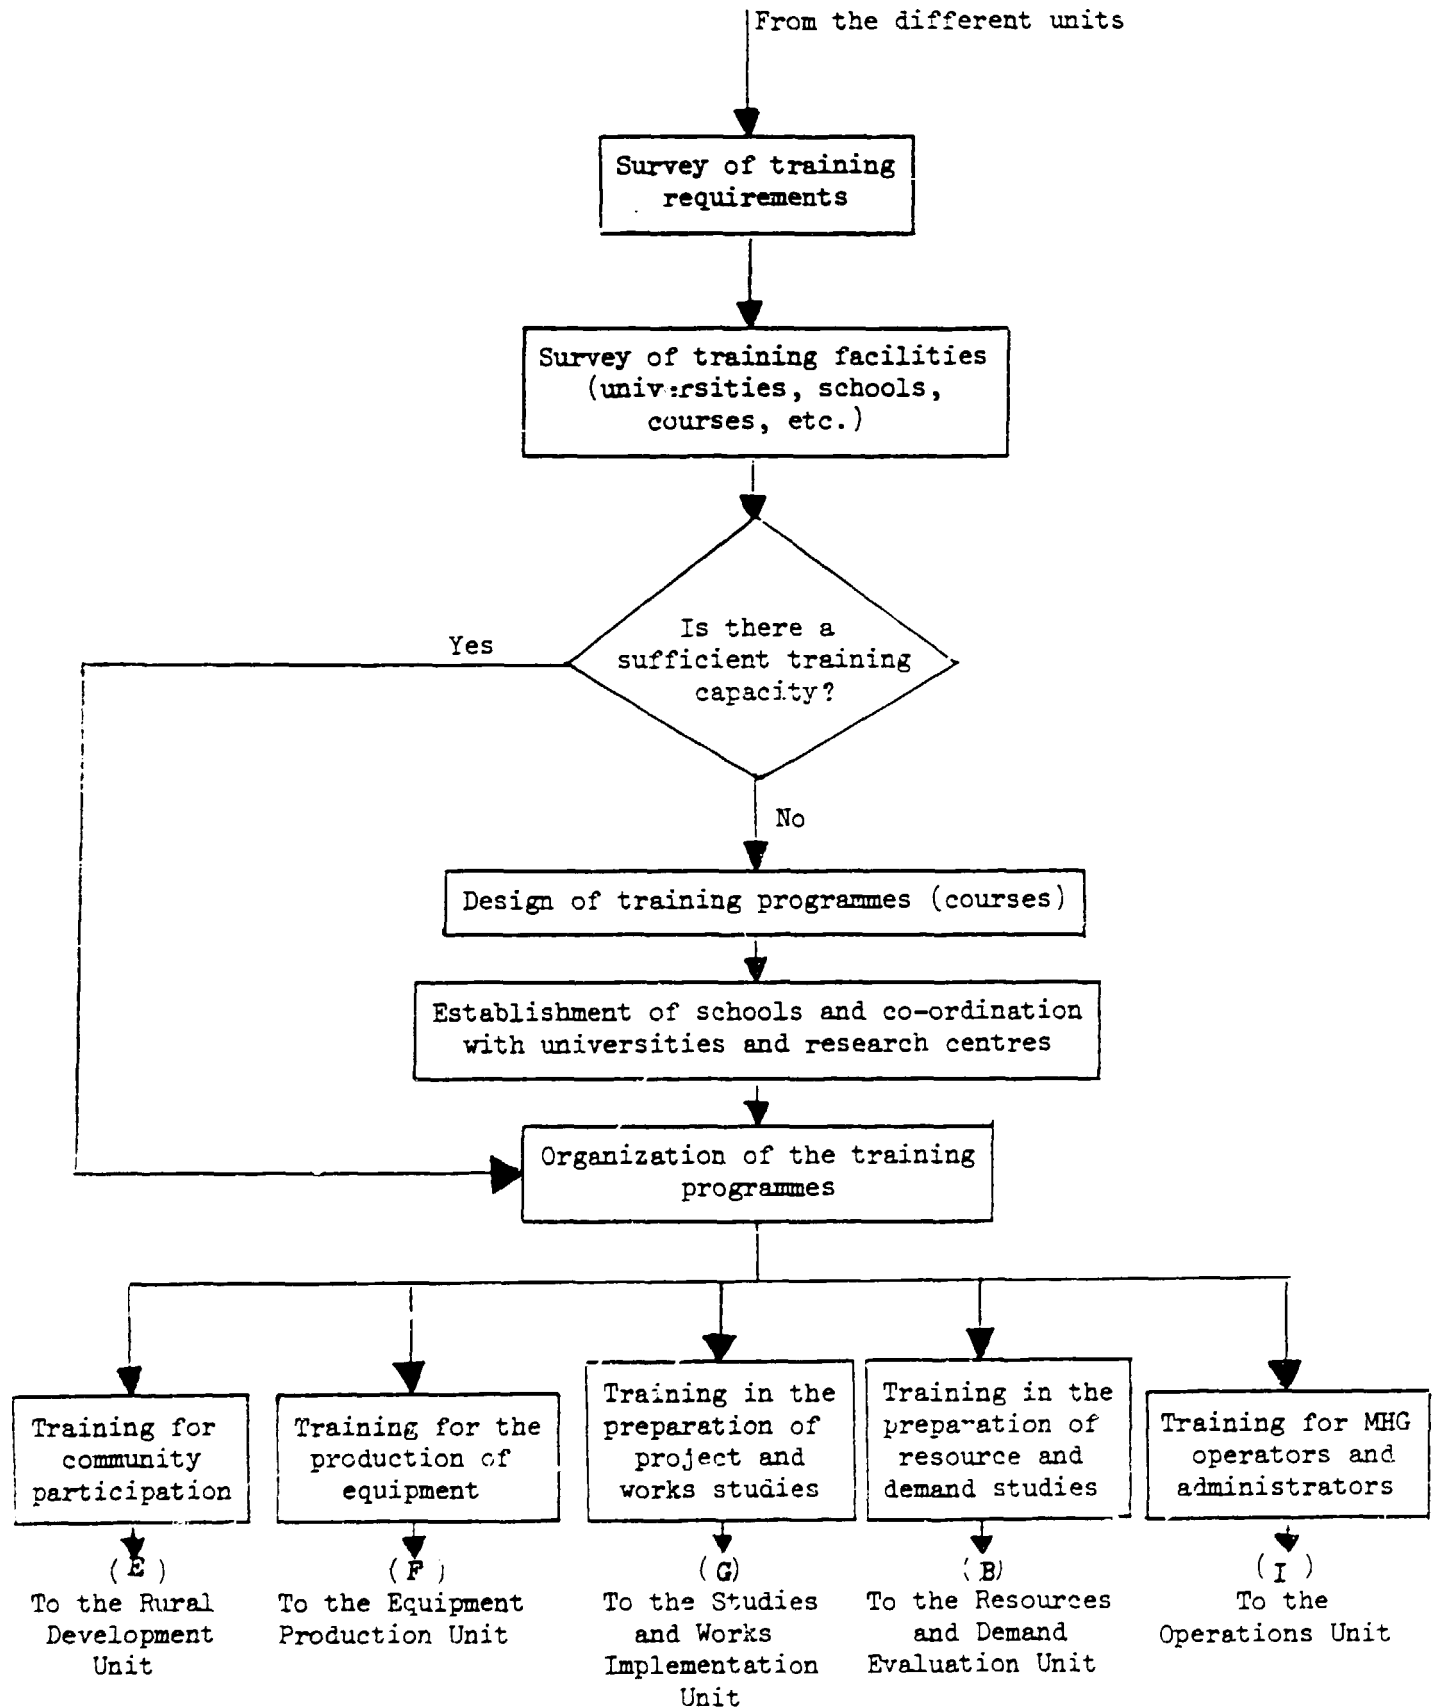 From the different units
Survey of training
requirements
Survey of training facilities
(universities, schools,
courses, etc.)
Is there a
sufficient training
capacity?
Yes
No
Design of training programmes (courses)
Establishment of schools and co-ordination
with universities and research centres
Organization of the training
programmes
Training for
community
participation
Training for the
production of
equipment
Training in the
preparation of
project and
works studies
Training in the
preparation of
resource and
demand studies
Training for MHG
operators and
administrators
(E)
To the Rural
Development
Unit
(F)
To the Equipment
Production Unit
(G)
To the Studies
and Works
Implementation
Unit
(B)
To the Resources
and Demand
Evaluation Unit
(I)
To the
Operations Unit